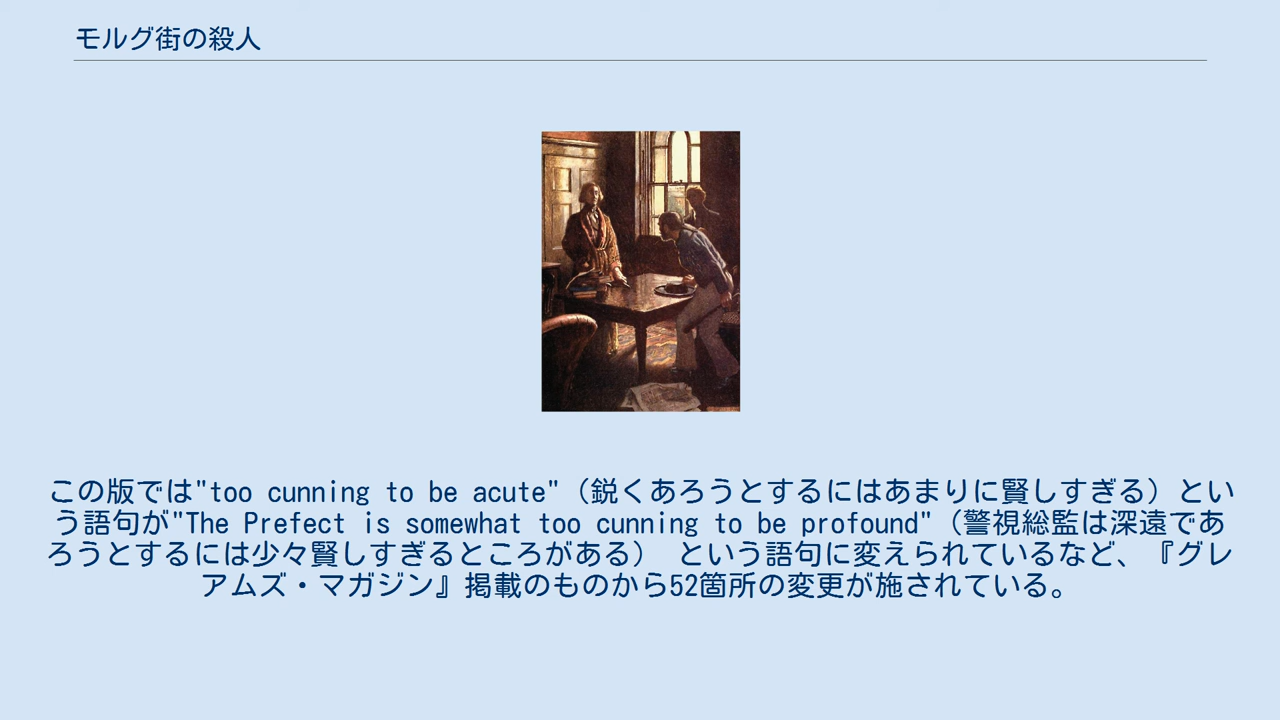 モルグ街の殺人
この版では"too cunning to be acute"（鋭くあろうとするにはあまりに賢しすぎる）とい
う語句が"The Prefect is somewhat too cunning to be profound"（警視総監は深遠であ
ろうとするには少々賢しすぎるところがある） という語句に変えられているなど、『グレ
アムズ・マガジン』掲載のものから52箇所の変更が施されている。